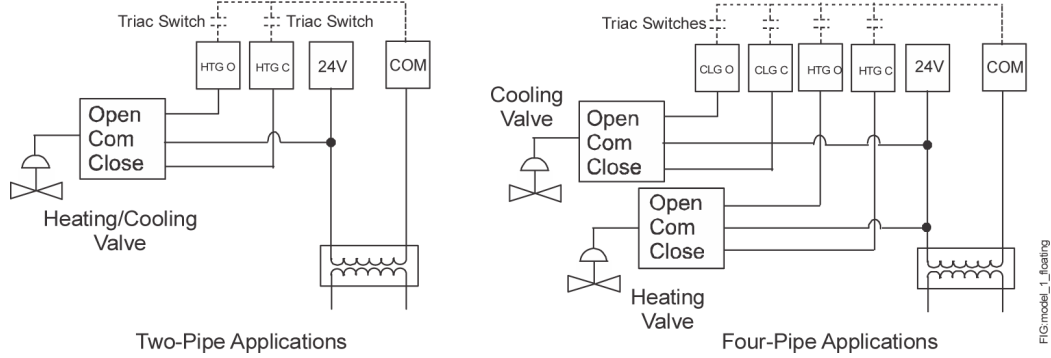 Triac Switch
Triac Switch
HTG O
HTG C
24V
COM
Open
Com
Close
Heating/Cooling
Valve
Two-Pipe Applications
Triac Switches
CLG O
CLG C
HTG O
HTG C
24V
COM
Cooling
Valve
Open
Com
Close
Open
Com
Close
Heating
Valve
Four-Pipe Applications
FIG:model_1_floating